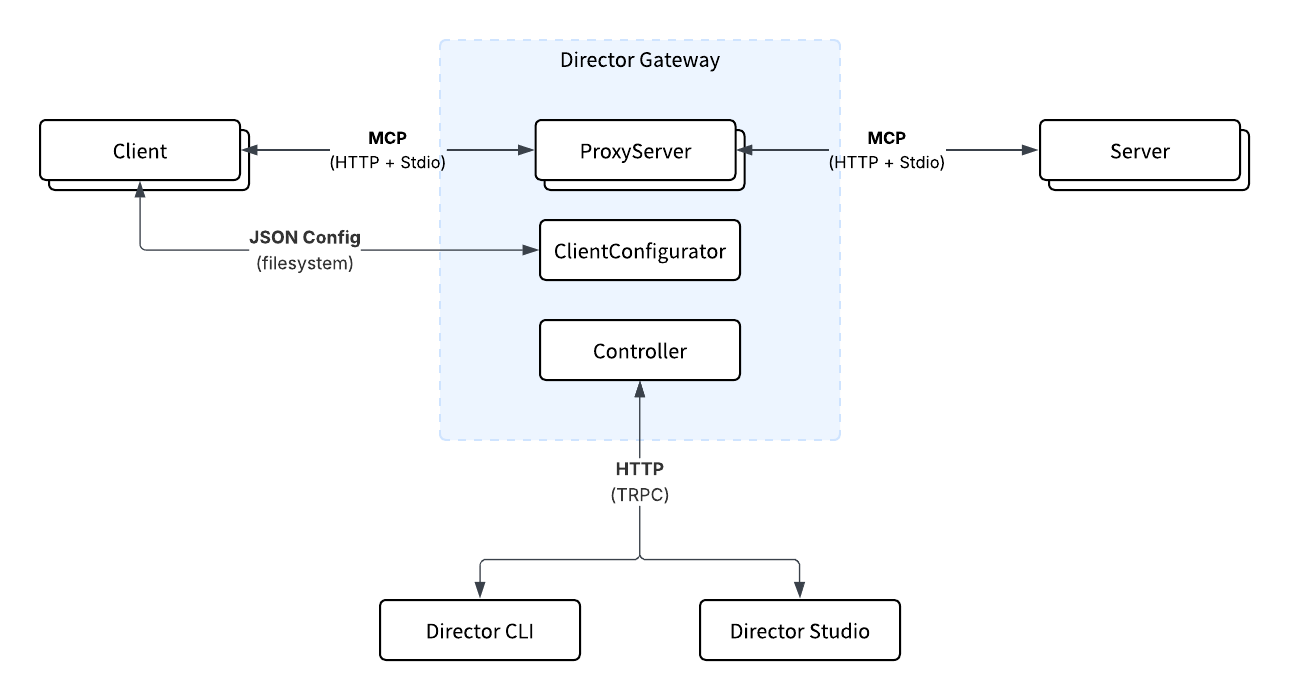 Director Gateway
Client
MCP
(HTTP + Stdio)
ProxyServer
MCP
(HTTP + Stdio)
Server
JSON Config
(filesystem)
ClientConfigurator
Controller
HTTP
(TRPC)
Director CLI
Director Studio